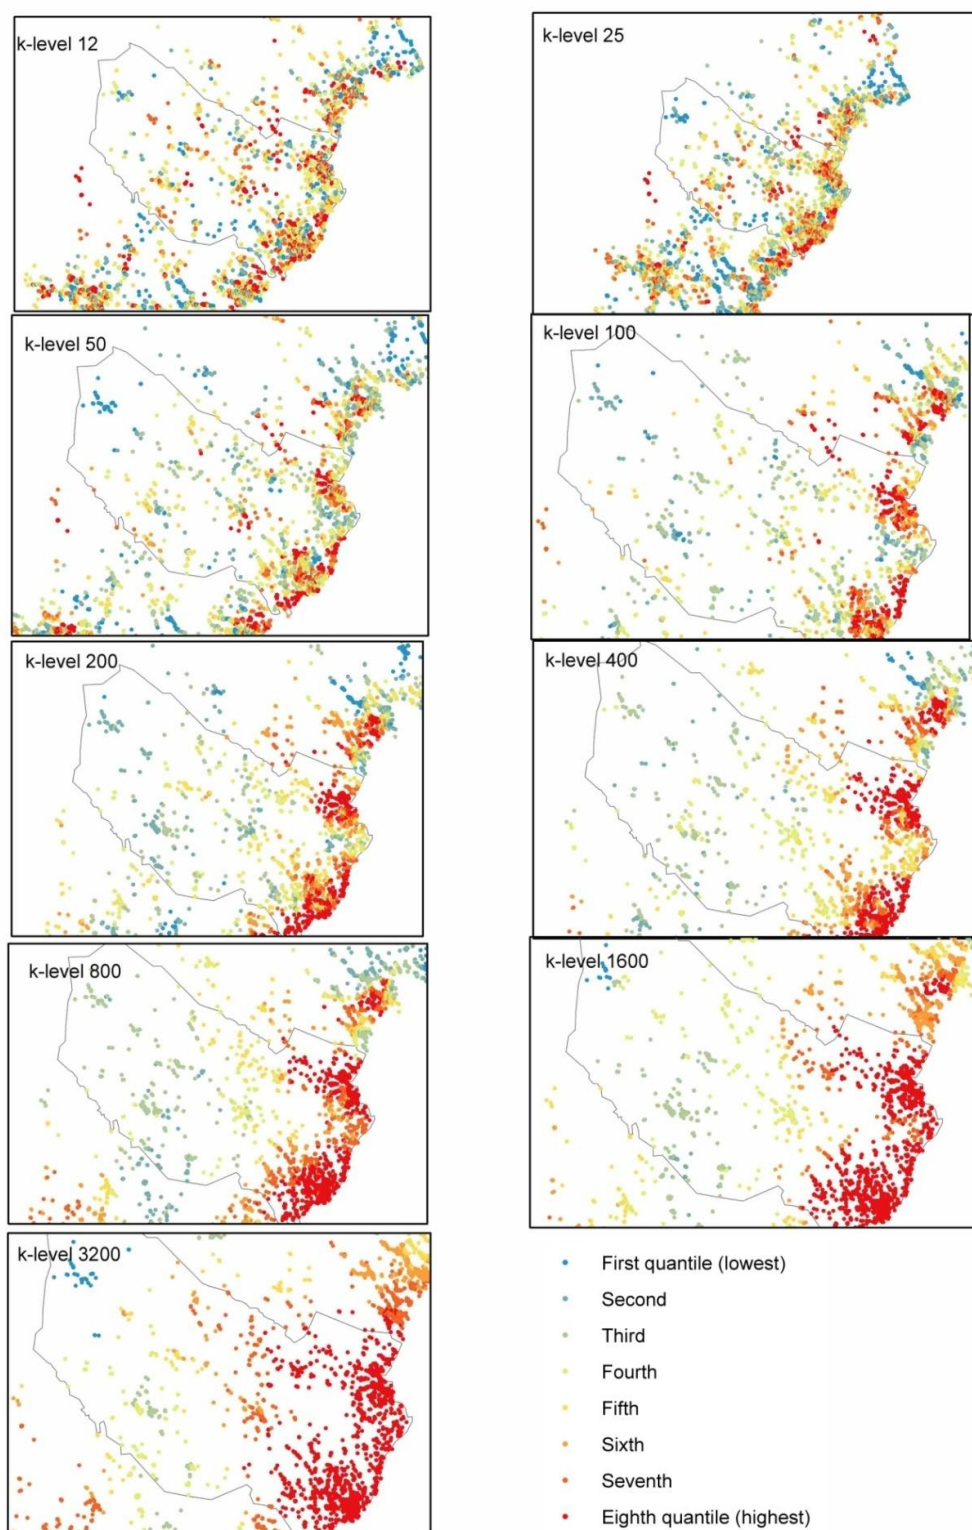 k-level 12
k-level 25
k-level 50
k-level 100
k-level 200
k-level 400
k-level 800
k-level 1600
k-level 3200
First quantile (lowest)
Second
Third
Fourth
Fifth
Sixth
Seventh
Eighth quantile (highest)